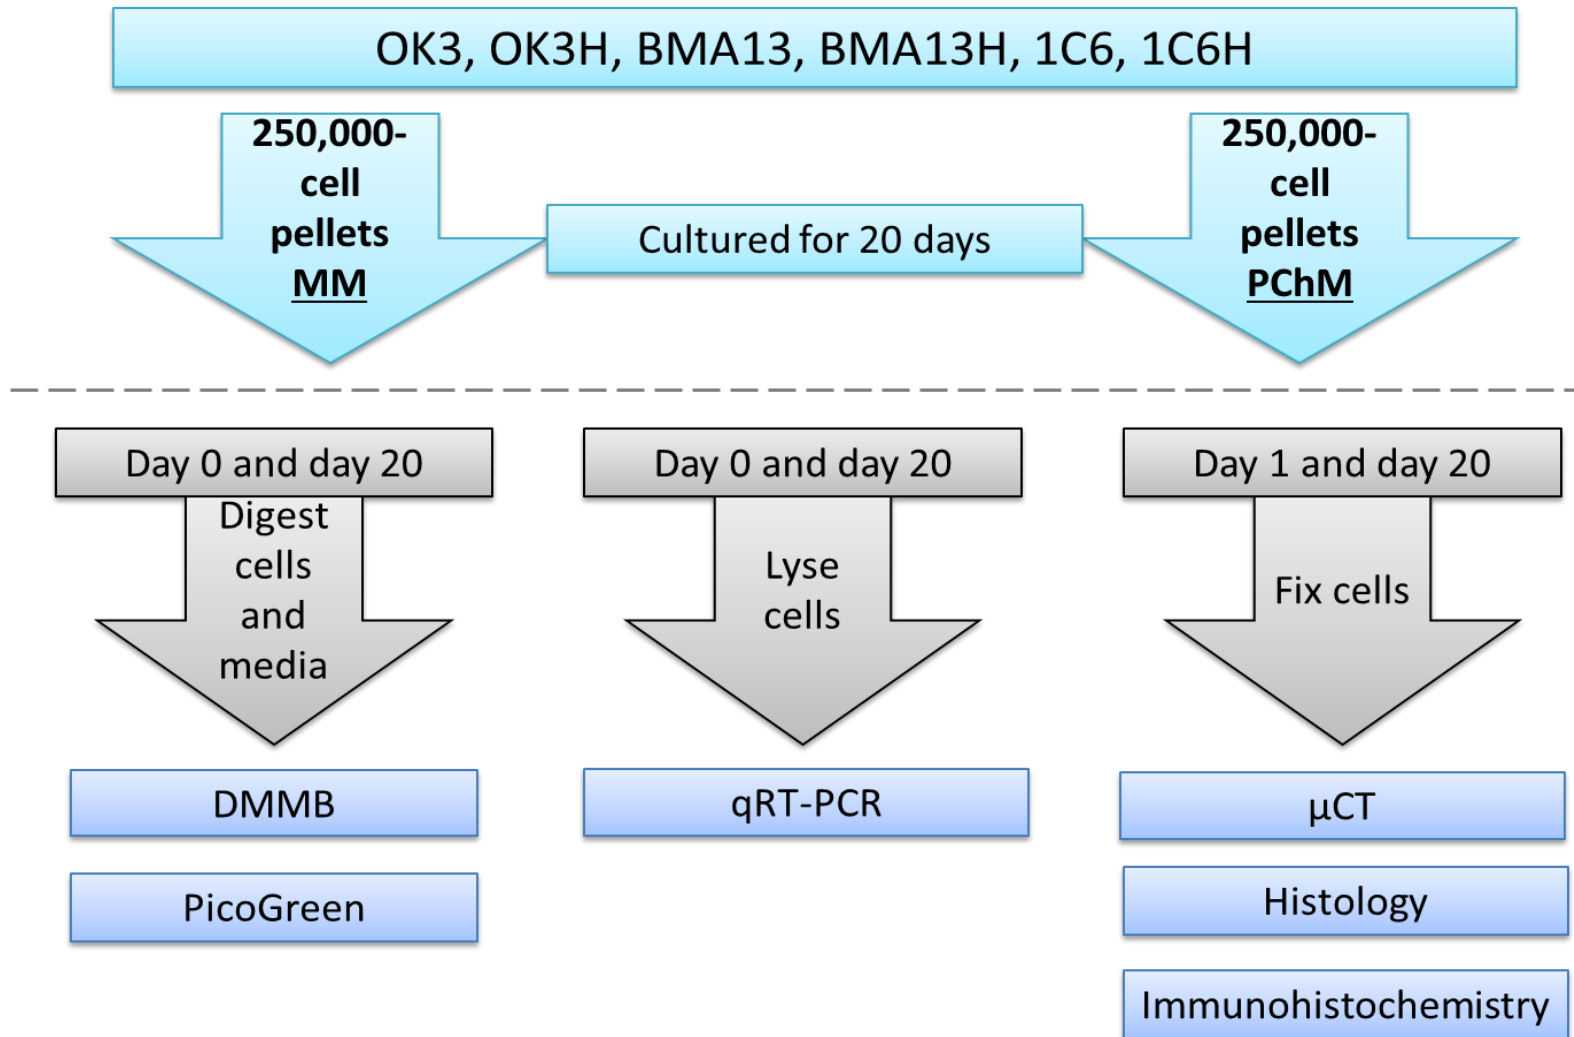 OK3, OK3H, BMA13, BMA13H, 1C6, 1C6H
250,000-
cell
pellets
MM
Cultured for 20 days
250,000-
cell
pellets
PChM
Day 0 and day 20
Digest
cells
and
media
DMMB
PicoGreen
Day 0 and day 20
Lyse
cells
qRT-PCR
Day 1 and day 20
Fix cells
µCT
Histology
Immunohistochemistry